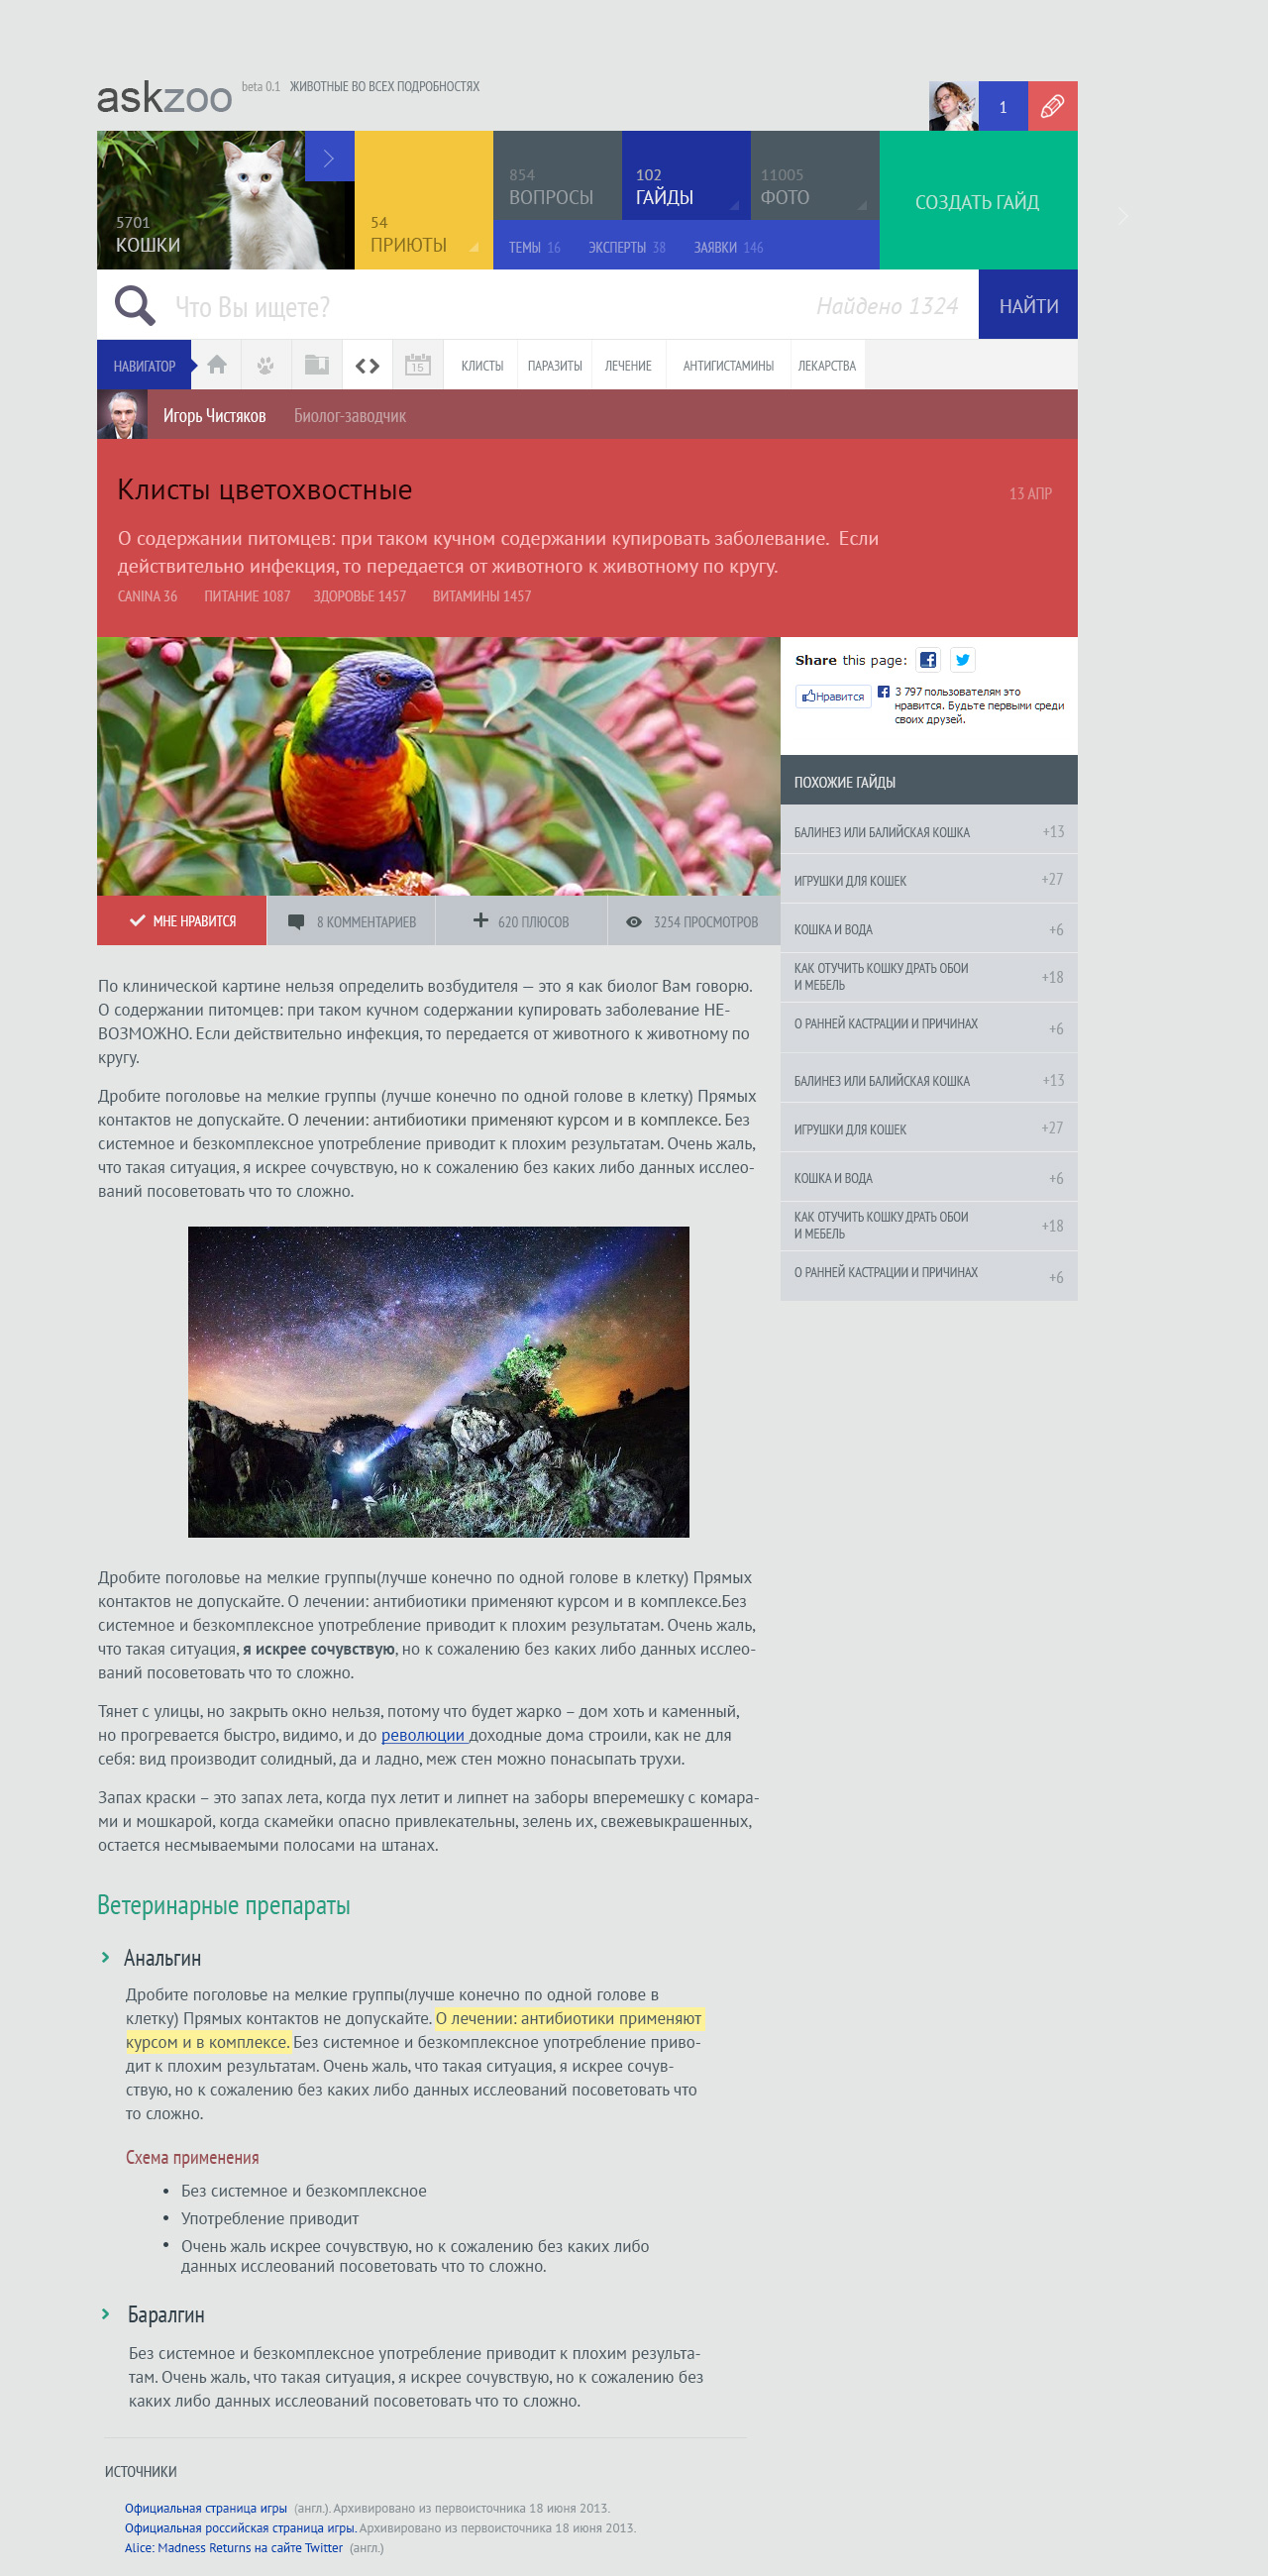 askzoo beta 0.1 ЖИВОТНЫЕ ВО ВСЕХ ПОДРОБНОСТЯХ
1
5701
КОШКИ
54
ПРИЮТЫ
854
ВОПРОСЫ
102
ГАЙДЫ
11005
ФОТО
ТЕМЫ 16 ЭКСПЕРТЫ 38 ЗАЯВКИ 146
СОЗДАТЬ ГАЙД
Что Вы ищете? Найдено 1324 НАЙТИ
НАВИГАТОР 15 КЛИСТЫ ПАРАЗИТЫ ЛЕЧЕНИЕ АНТИГИСТАМИНЫ ЛЕКАРСТВА
Игорь Чистяков Биолог-заводчик
Клисты цветохвостные 13 АПР
О содержании питомцев: при таком кучном содержании купировать заболевание. Если
действительно инфекция, то передается от животного к животному по кругу.
CANINA 36 ПИТАНИЕ 1087 ЗДОРОВЬЕ 1457 ВИТАМИНЫ 1457
Share this page:
Нравится
3 797 пользователям это
нравится. Будьте первыми среди
своих друзей.
ПОХОЖИЕ ГАЙДЫ
БАЛИНЕЗ ИЛИ БАЛИЙСКАЯ КОШКА +13
ИГРУШКИ ДЛЯ КОШЕК +27
КОШКА И ВОДА +6
КАК ОТУЧИТЬ КОШКУ ДРАТЬ ОБОИ
И МЕБЕЛЬ +18
О РАННЕЙ КАСТРАЦИИ И ПРИЧИНАХ +6
БАЛИНЕЗ ИЛИ БАЛИЙСКАЯ КОШКА +13
ИГРУШКИ ДЛЯ КОШЕК +27
КОШКА И ВОДА +6
КАК ОТУЧИТЬ КОШКУ ДРАТЬ ОБОИ
И МЕБЕЛЬ +18
О РАННЕЙ КАСТРАЦИИ И ПРИЧИНАХ +6
МНЕ НРАВИТСЯ 8 КОММЕНТАРИЕВ 620 ПЛЮСОВ 3254 ПРОСМОТРОВ
По клинической картине нельзя определить возбудителя — это я как биолог Вам говорю.
О содержании питомцев: при таком кучном содержании купировать заболевание НЕ-
ВОЗМОЖНО. Если действительно инфекция, то передается от животного к животному по
кругу.
Дробите поголовье на мелкие группы (лучше конечно по одной голове в клетку) Прямых
контактов не допускайте. О лечении: антибиотики применяют курсом и в комплексе. Без
системное и безкомплексное употребление приводит к плохим результатам. Очень жаль,
что такая ситуация, я искрее сочувствую, но к сожалению без каких либо данных исслео-
ваний посоветовать что то сложно.
Дробите поголовье на мелкие группы(лучше конечно по одной голове в клетку) Прямых
контактов не допускайте. О лечении: антибиотики применяют курсом и в комплексе.Без
системное и безкомплексное употребление приводит к плохим результатам. Очень жаль,
что такая ситуация, я искрее сочувствую, но к сожалению без каких либо данных исслео-
ваний посоветовать что то сложно.
Тянет с улицы, но закрыть окно нельзя, потому что будет жарко – дом хоть и каменный,
но прогревается быстро, видимо, и до революции доходные дома строили, как не для
себя: вид производит солидный, да и ладно, меж стен можно понасыпать трухи.
Запах краски – это запах лета, когда пух летит и липнет на заборы вперемешку с комара-
ми и мошкарой, когда скамейки опасно привлекательны, зелень их, свежевыкрашенных,
остается несмываемыми полосами на штанах.
Ветеринарные препараты
Анальгин
Дробите поголовье на мелкие группы(лучше конечно по одной голове в
клетку) Прямых контактов не допускайте. О лечении: антибиотики применяют
курсом и в комплексе. Без системное и безкомплексное употребление приво-
дит к плохим результатам. Очень жаль, что такая ситуация, я искрее сочув-
ствую, но к сожалению без каких либо данных исслеований посоветовать что
то сложно.
Схема применения
• Без системное и безкомплексное
• Употребление приводит
• Очень жаль искрее сочувствую, но к сожалению без каких либо
данных исслеований посоветовать что то сложно.
Баралгин
Без системное и безкомплексное употребление приводит к плохим результа-
там. Очень жаль, что такая ситуация, я искрее сочувствую, но к сожалению без
каких либо данных исслеований посоветовать что то сложно.
ИСТОЧНИКИ
Официальная страница игры (англ.). Архивировано из первоисточника 18 июня 2013.
Официальная российская страница игры. Архивировано из первоисточника 18 июня 2013.
Alice: Madness Returns на сайте Twitter (англ.)